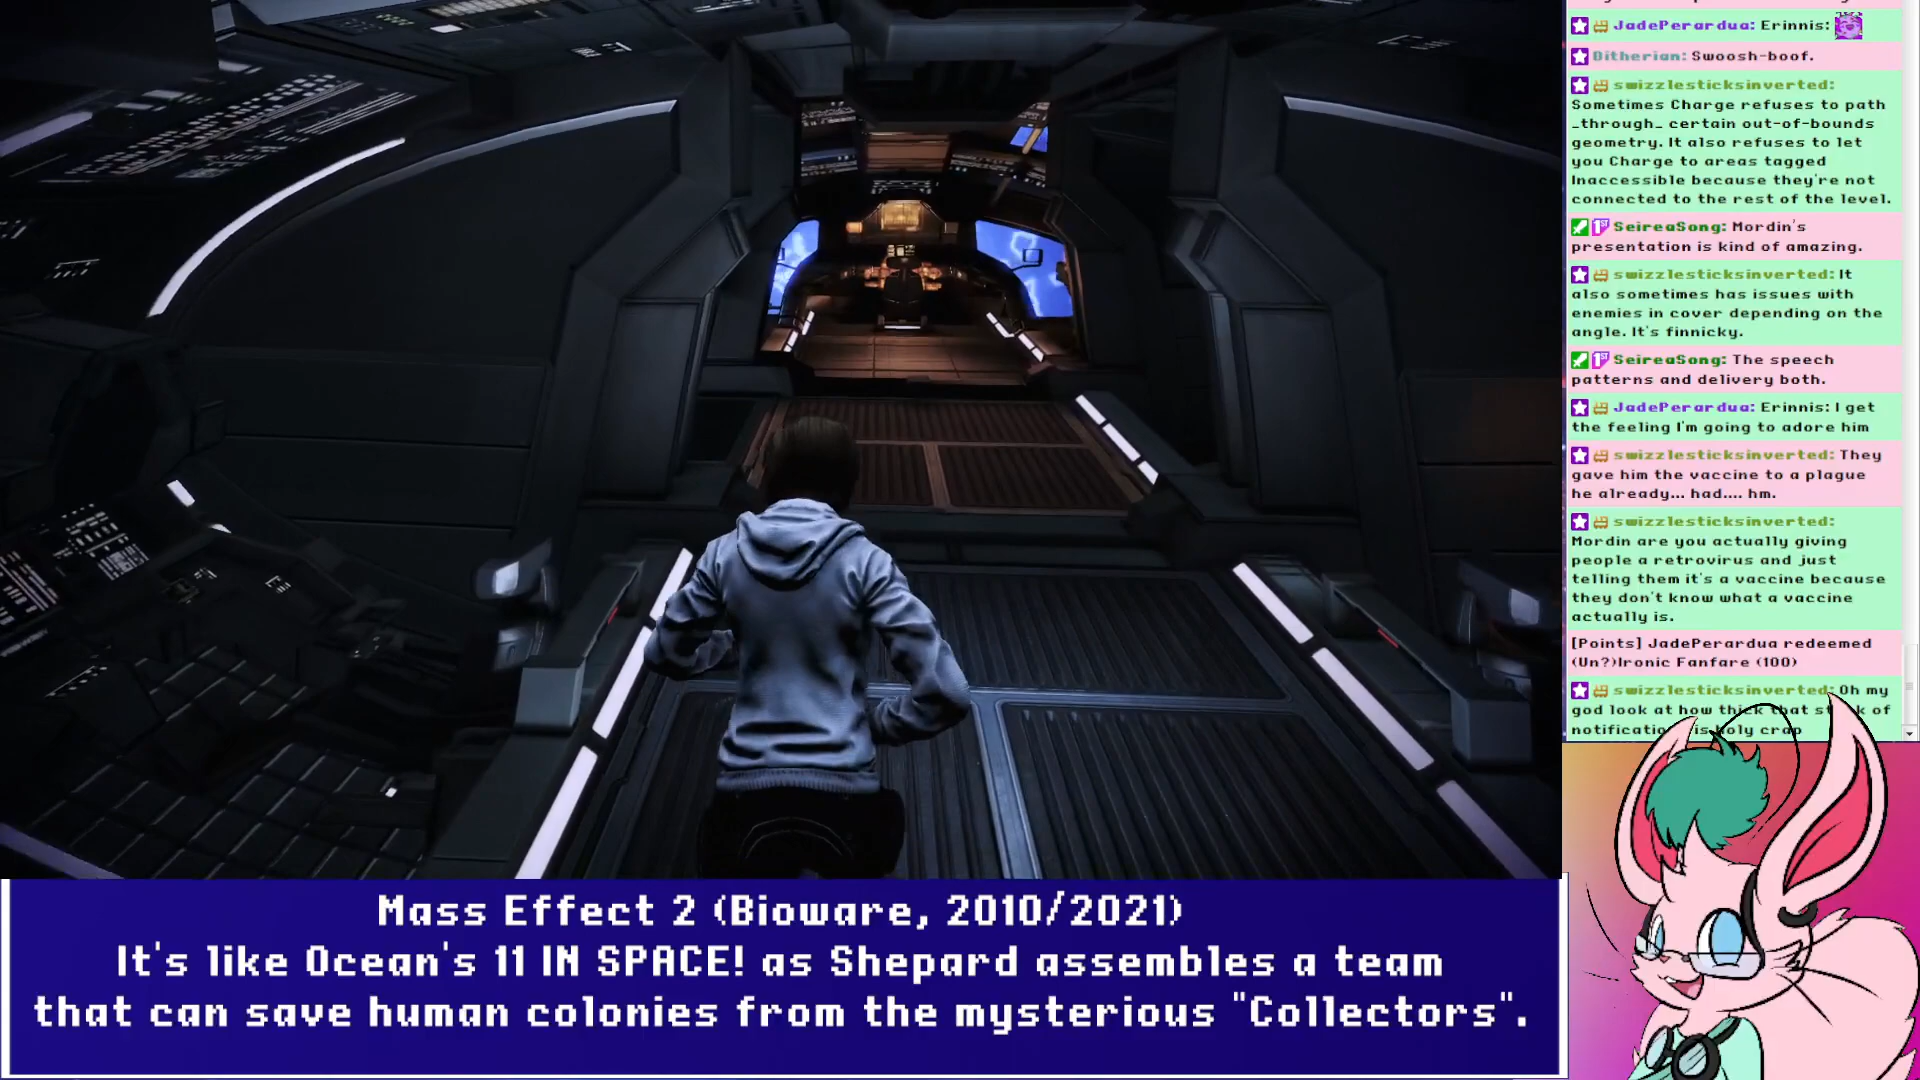 JadePerardua: Erinnis:
Bitherian: Swoosh-boof.
swizzlesticksinverted:
Sometimes Charge refuses to path
_through_ certain out-of-bounds
geometry. It also refuses to let
you Charge to areas tagged
Inaccessible because they're not
connected to the rest of the level.
SeireaSong: Mordin's
presentation is kind of amazing.
swizzlesticksinverted: It
also sometimes has issues with
enemies in cover depending on the
angle. It's finnicky.
SeireaSong: The speech
patterns and delivery both.
JadePerardua: Erinnis: I get
the feeling I'm going to adore him
swizzlesticksinverted: They
gave him the vaccine to a plague
he already... had.... hm.
swizzlesticksinverted:
Mordin are you actually giving
people a retrovirus and just
telling them it's a vaccine because
they don't know what a vaccine
actually is.
[Points] JadePerardua redeemed
(Un?)Ironic Fanfare (100)
swizzlesticksinverted: Oh my
god look at how thick that of
is holy crap
Mass Effect 2 (Bioware, 2010/2021)
It's like Ocean's 11 IN SPACE! as Shepard assembles a team
that can save human colonies from the mysterious "Collectors".